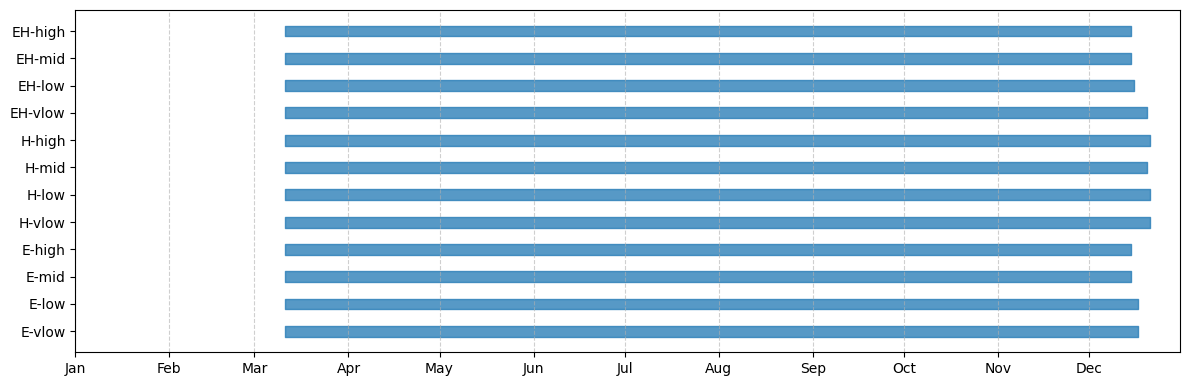 EH-high
EH-mid
EH-low
EH-vlow
H-high
H-mid
H-low
H-vlow
E-high
E-mid
E-low
E-vlow
Jan Feb Mar Apr May Jun Jul Aug Sep Oct Nov Dec